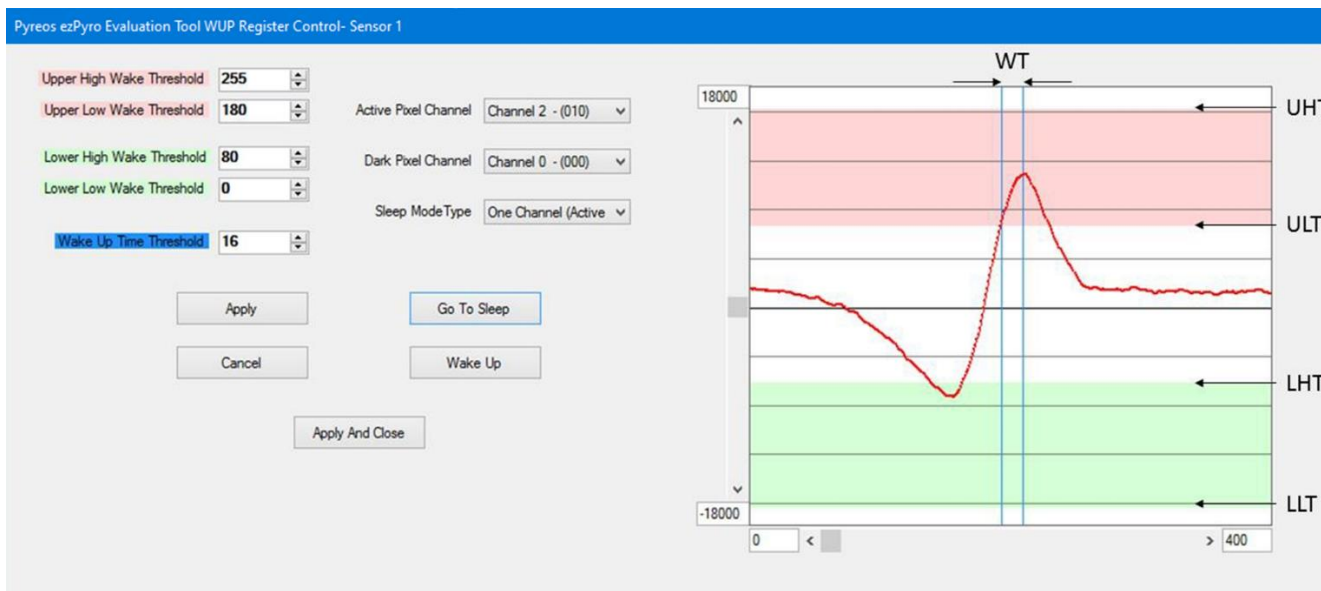 Pyreos ezPyro Evaluation Tool WUP Register Control- Sensor 1
Upper High Wake Threshold 255
Upper Low Wake Threshold 180
Lower High Wake Threshold 80
Lower Low Wake Threshold 0
Wake Up Time Threshold 16
Active Pixel Channel Channel 2 - (010)
Dark Pixel Channel Channel 0 - (000)
Sleep Mode Type One Channel (Active
Apply
Go To Sleep
Cancel
Wake Up
Apply And Close
WT
18000
UHT
ULT
LHT
LLT
-18000
0 < > 400